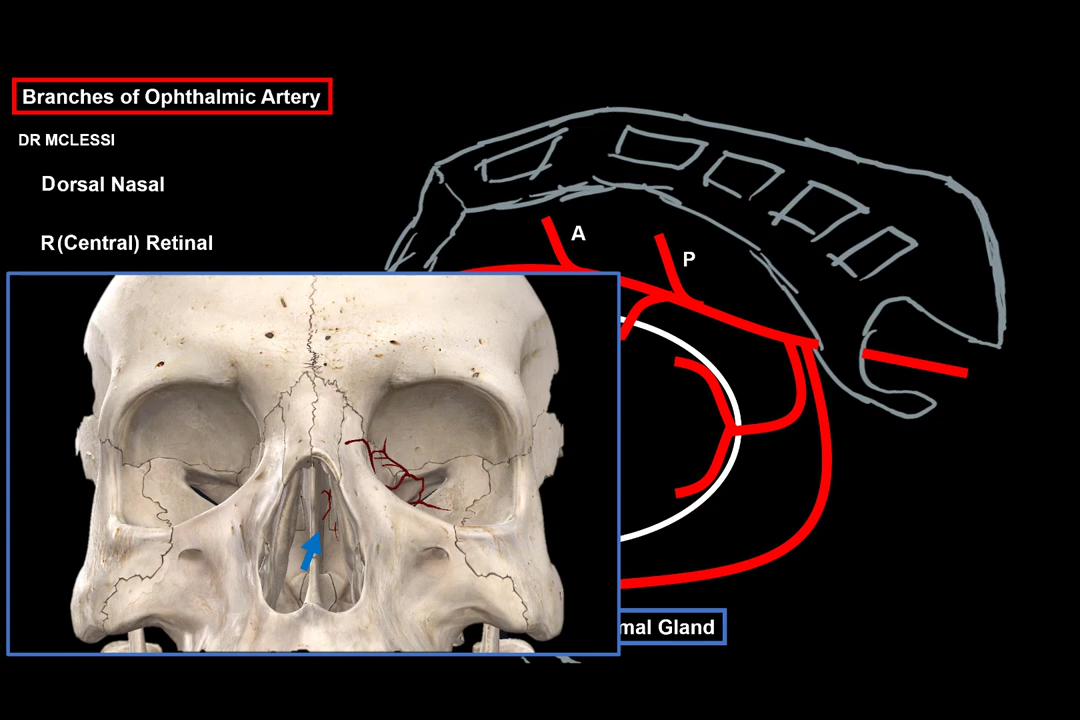 Branches of Ophthalmic Artery
DR MCLESSI
Dorsal Nasal
R (Central) Retinal
A
P
mal Gland